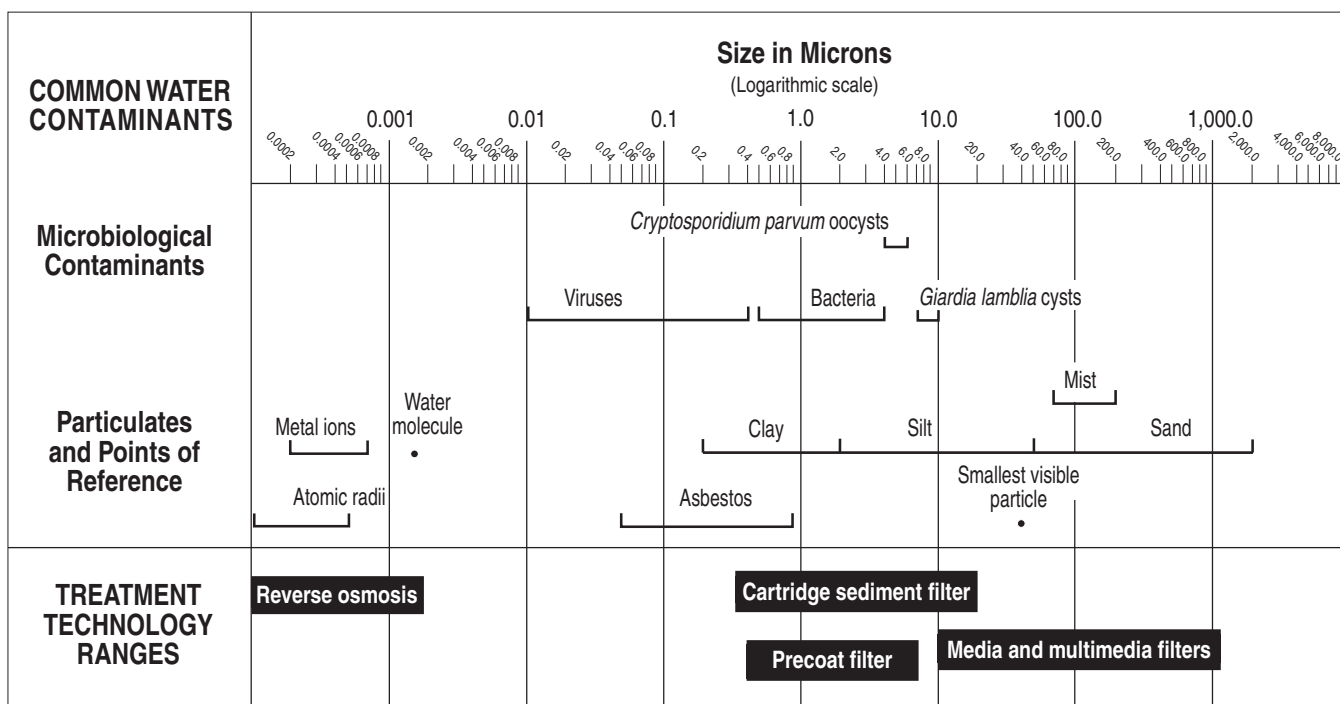 Size in Microns
(Logarithmic scale)
COMMON WATER
CONTAMINANTS
0.001 0.01 0.1 1.0 10.0 100.0 1,000.0
0.0002 0.0004 0.0006 0.0008 0.002 0.004 0.006 0.008 0.02 0.04 0.06 0.08 0.2 0.4 0.6 0.8 2.0 4.0 6.0 8.0 20.0 40.0 60.0 80.0 200.0 400.0 600.0 800.0 2,000.0 4,000.0 6,000.0 8,000.0
Microbiological
Contaminants
Cryptosporidium parvum oocysts
Viruses Bacteria Giardia lamblia cysts
Particulates
and Points of
Reference
Mist
Metal ions
Water
molecule
Clay Silt Sand
Atomic radii
Asbestos
Smallest visible
particle
TREATMENT
TECHNOLOGY
RANGES
Reverse osmosis
Cartridge sediment filter
Precoat filter
Media and multimedia filters